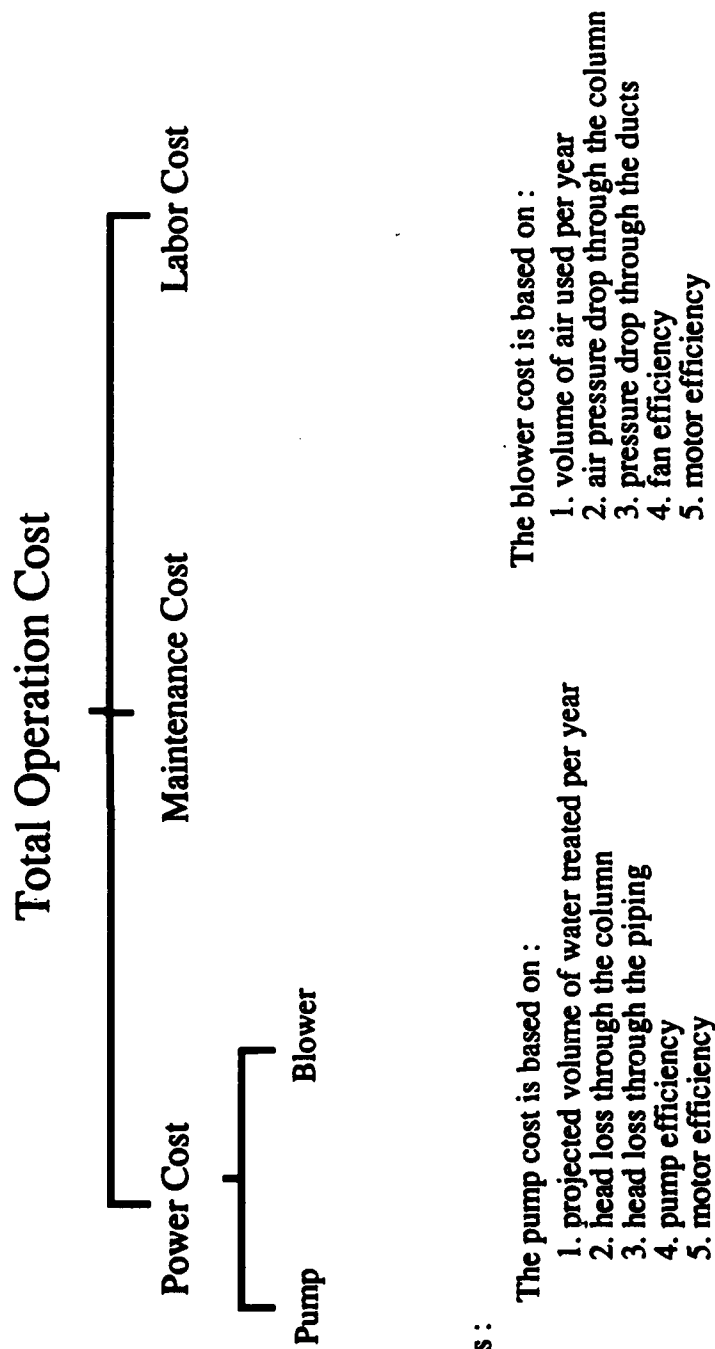 Total Operation Cost
Power Cost
Maintenance Cost
Labor Cost
Pump
Blower
s :
The pump cost is based on :
1. projected volume of water treated per year
2. head loss through the column
3. head loss through the piping
4. pump efficiency
5. motor efficiency
The blower cost is based on :
1. volume of air used per year
2. air pressure drop through the column
3. pressure drop through the ducts
4. fan efficiency
5. motor efficiency